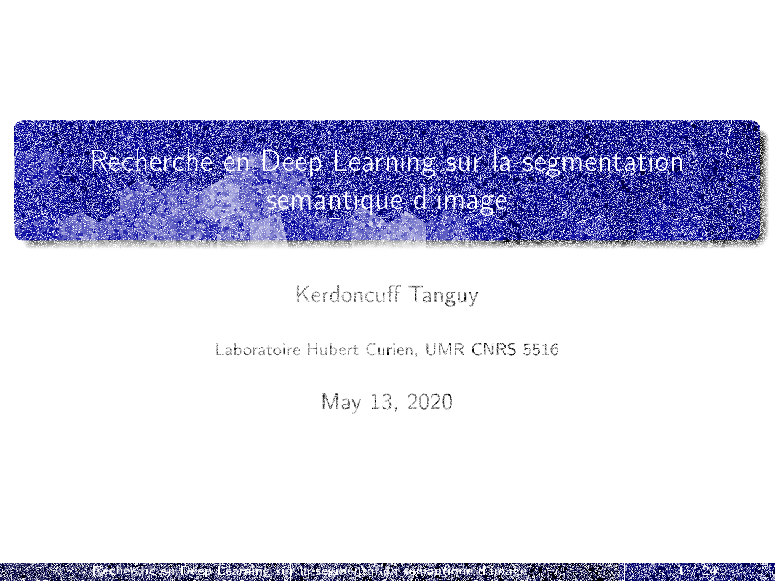 Recherche en Deep Learning sur la segmentation
semantique d'image
Kerdoncuff Tanguy
Laboratoire Hubert Curien, UMR CNRS 5516
May 13, 2020
Recherche en Deep Learning sur la segmentation semantique d'image